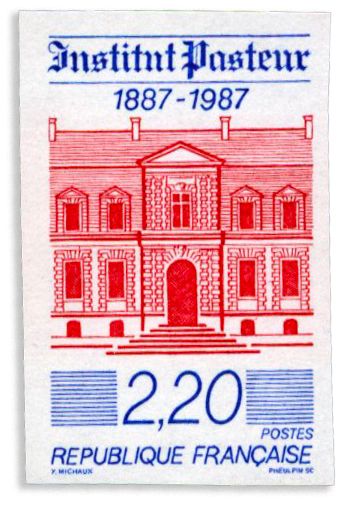 Institut Pasteur
1887-1987
2,20
POSTES
REPUBLIQUE FRANÇAISE
Y. MICHAUX PHEULPIN SC